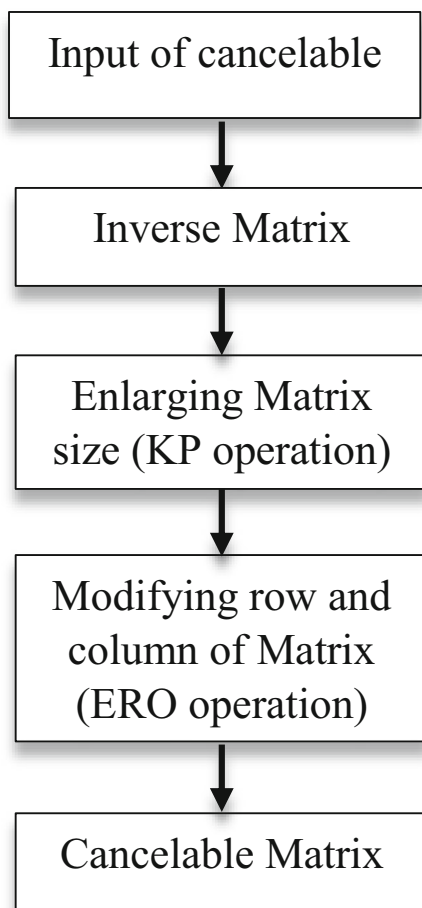 Input of cancelable
Inverse Matrix
Enlarging Matrix
size (KP operation)
Modifying row and
column of Matrix
(ERO operation)
Cancelable Matrix